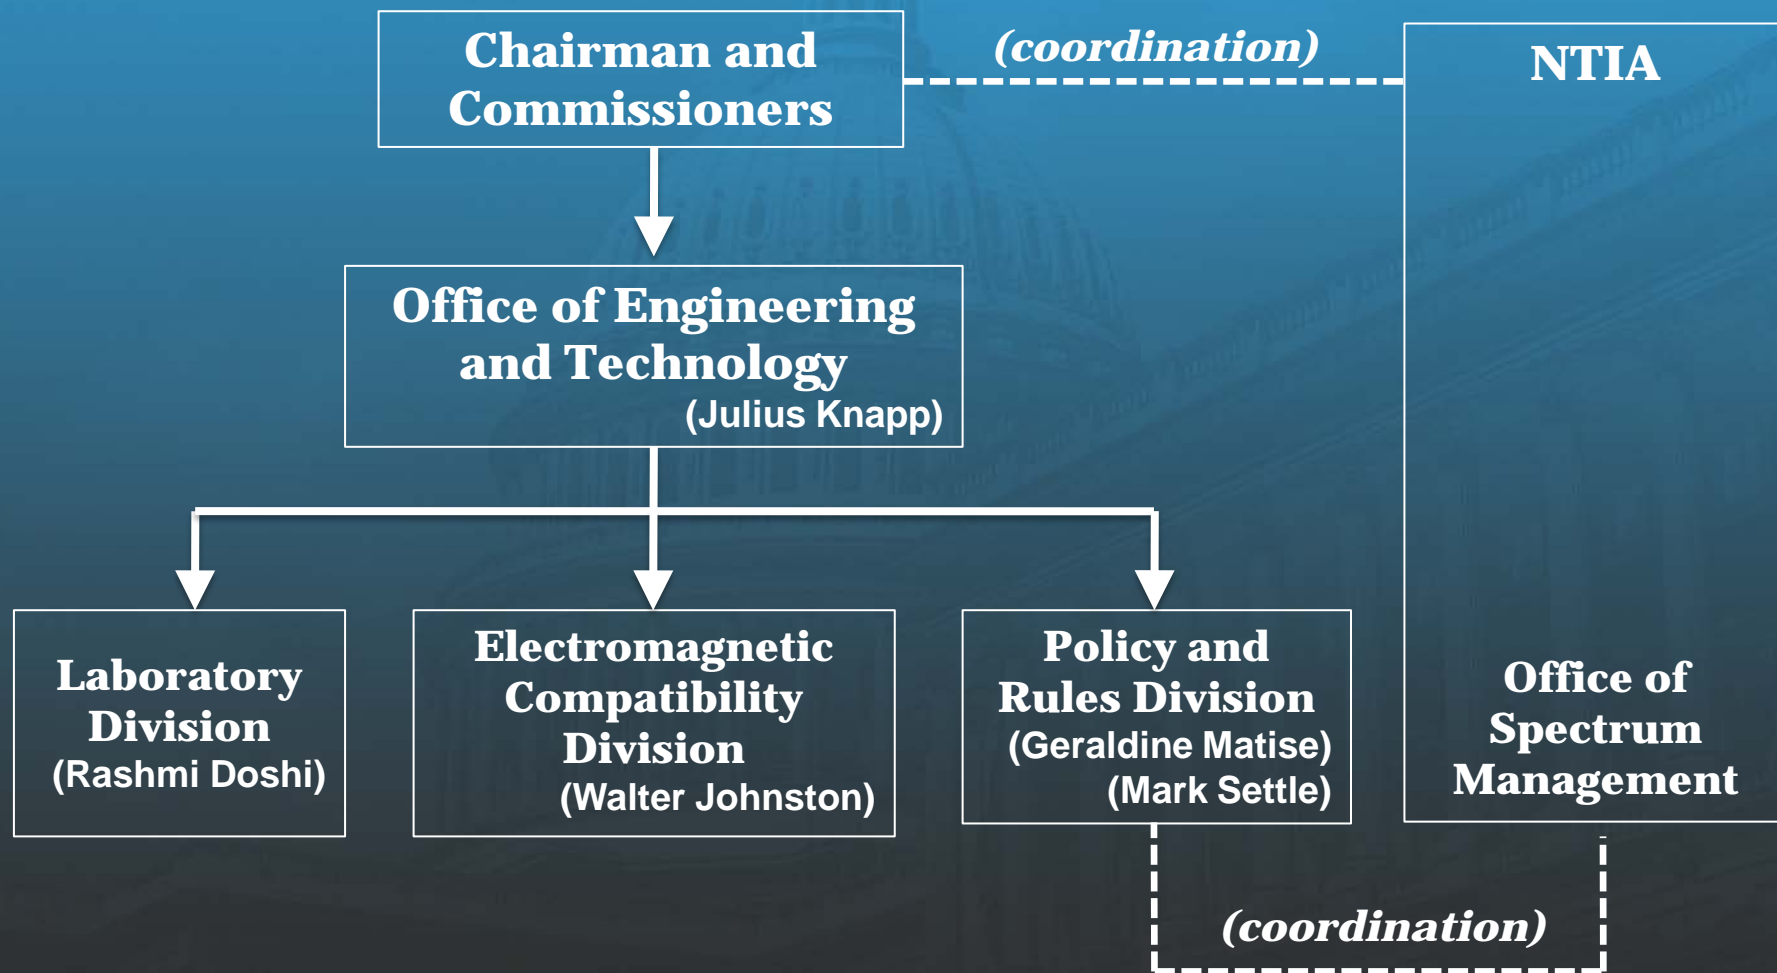 Chairman and
Commissioners
(coordination)
NTIA
Office of Engineering
and Technology
(Julius Knapp)
Laboratory
Division
(Rashmi Doshi)
Electromagnetic
Compatibility
Division
(Walter Johnston)
Policy and
Rules Division
(Geraldine Matise)
(Mark Settle)
Office of
Spectrum
Management
(coordination)